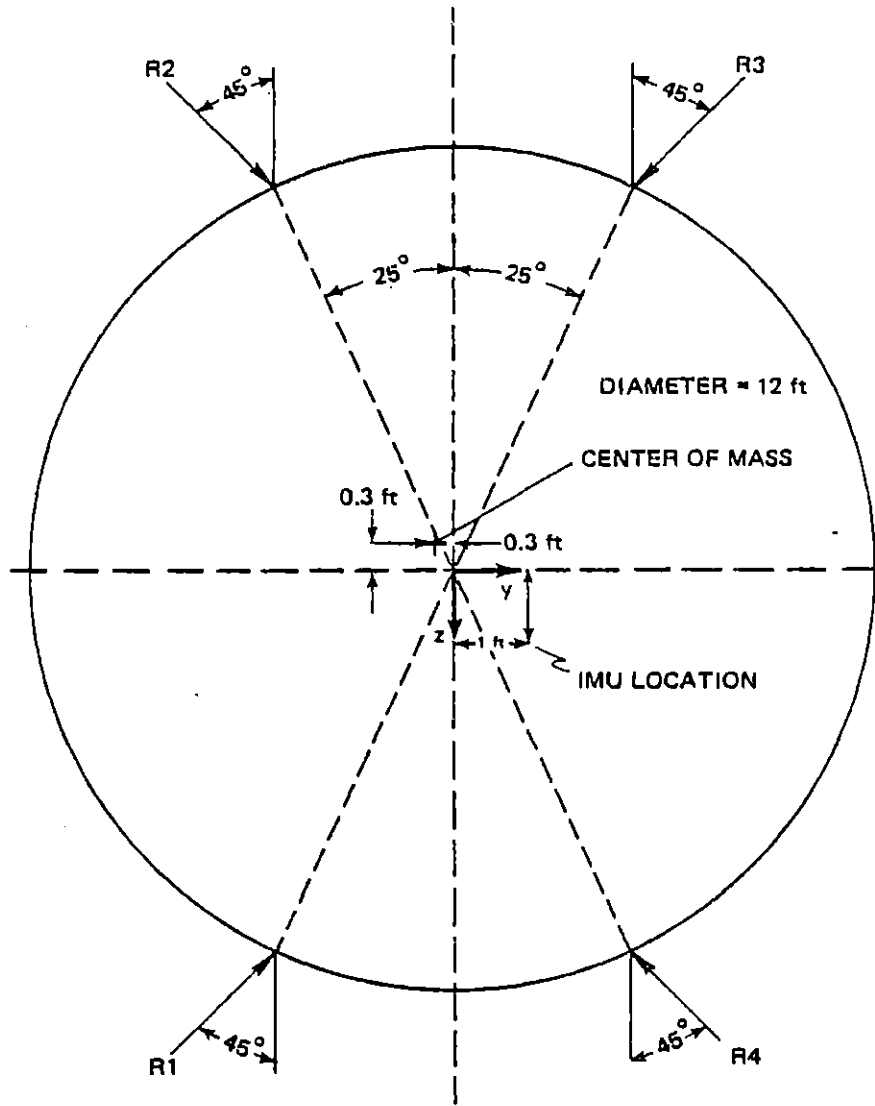 R2
45°
45°
R3
25°
25°
DIAMETER = 12 ft
CENTER OF MASS
0.3 ft
0.3 ft
y
z
1 ft
IMU LOCATION
R1
45°
45°
R4